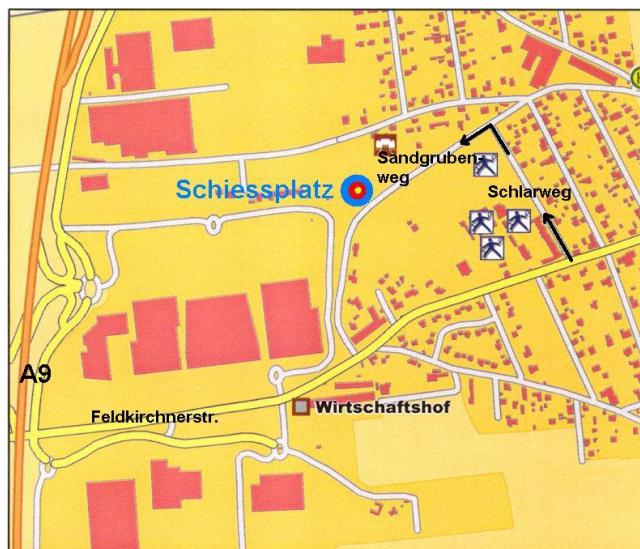 Sandgruben-
weg
Schiessplatz
Schlarweg
A9
Wirtschaftshof
Feldkirchnerstr.